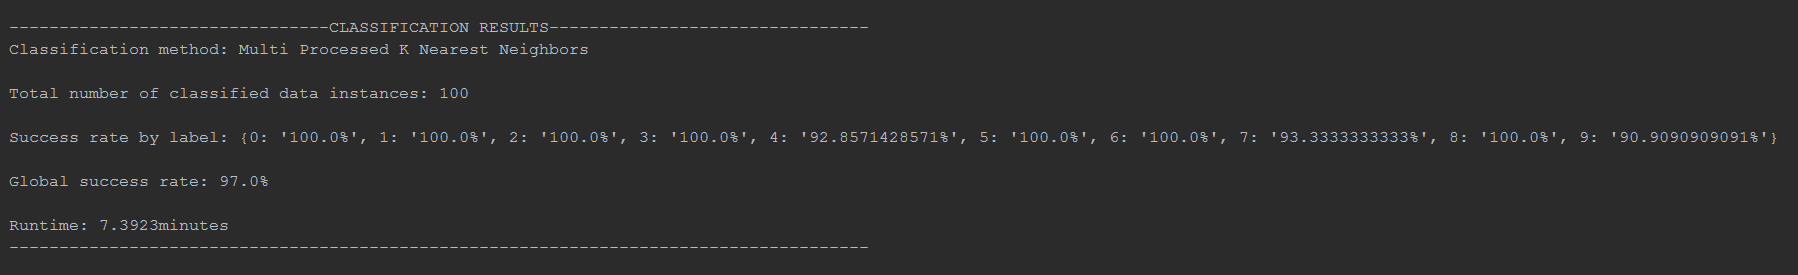 --------------------------------CLASSIFICATION RESULTS--------------------------------
Classification method: Multi Processed K Nearest Neighbors
Total number of classified data instances: 100
Success rate by label: {0: '100.0%', 1: '100.0%', 2: '100.0%', 3: '100.0%', 4: '92.8571428571%', 5: '100.0%', 6: '100.0%', 7: '93.3333333333%', 8: '100.0%', 9: '90.9090909091%'}
Global success rate: 97.0%
Runtime: 7.3923minutes
--------------------------------------------------------------------------------------